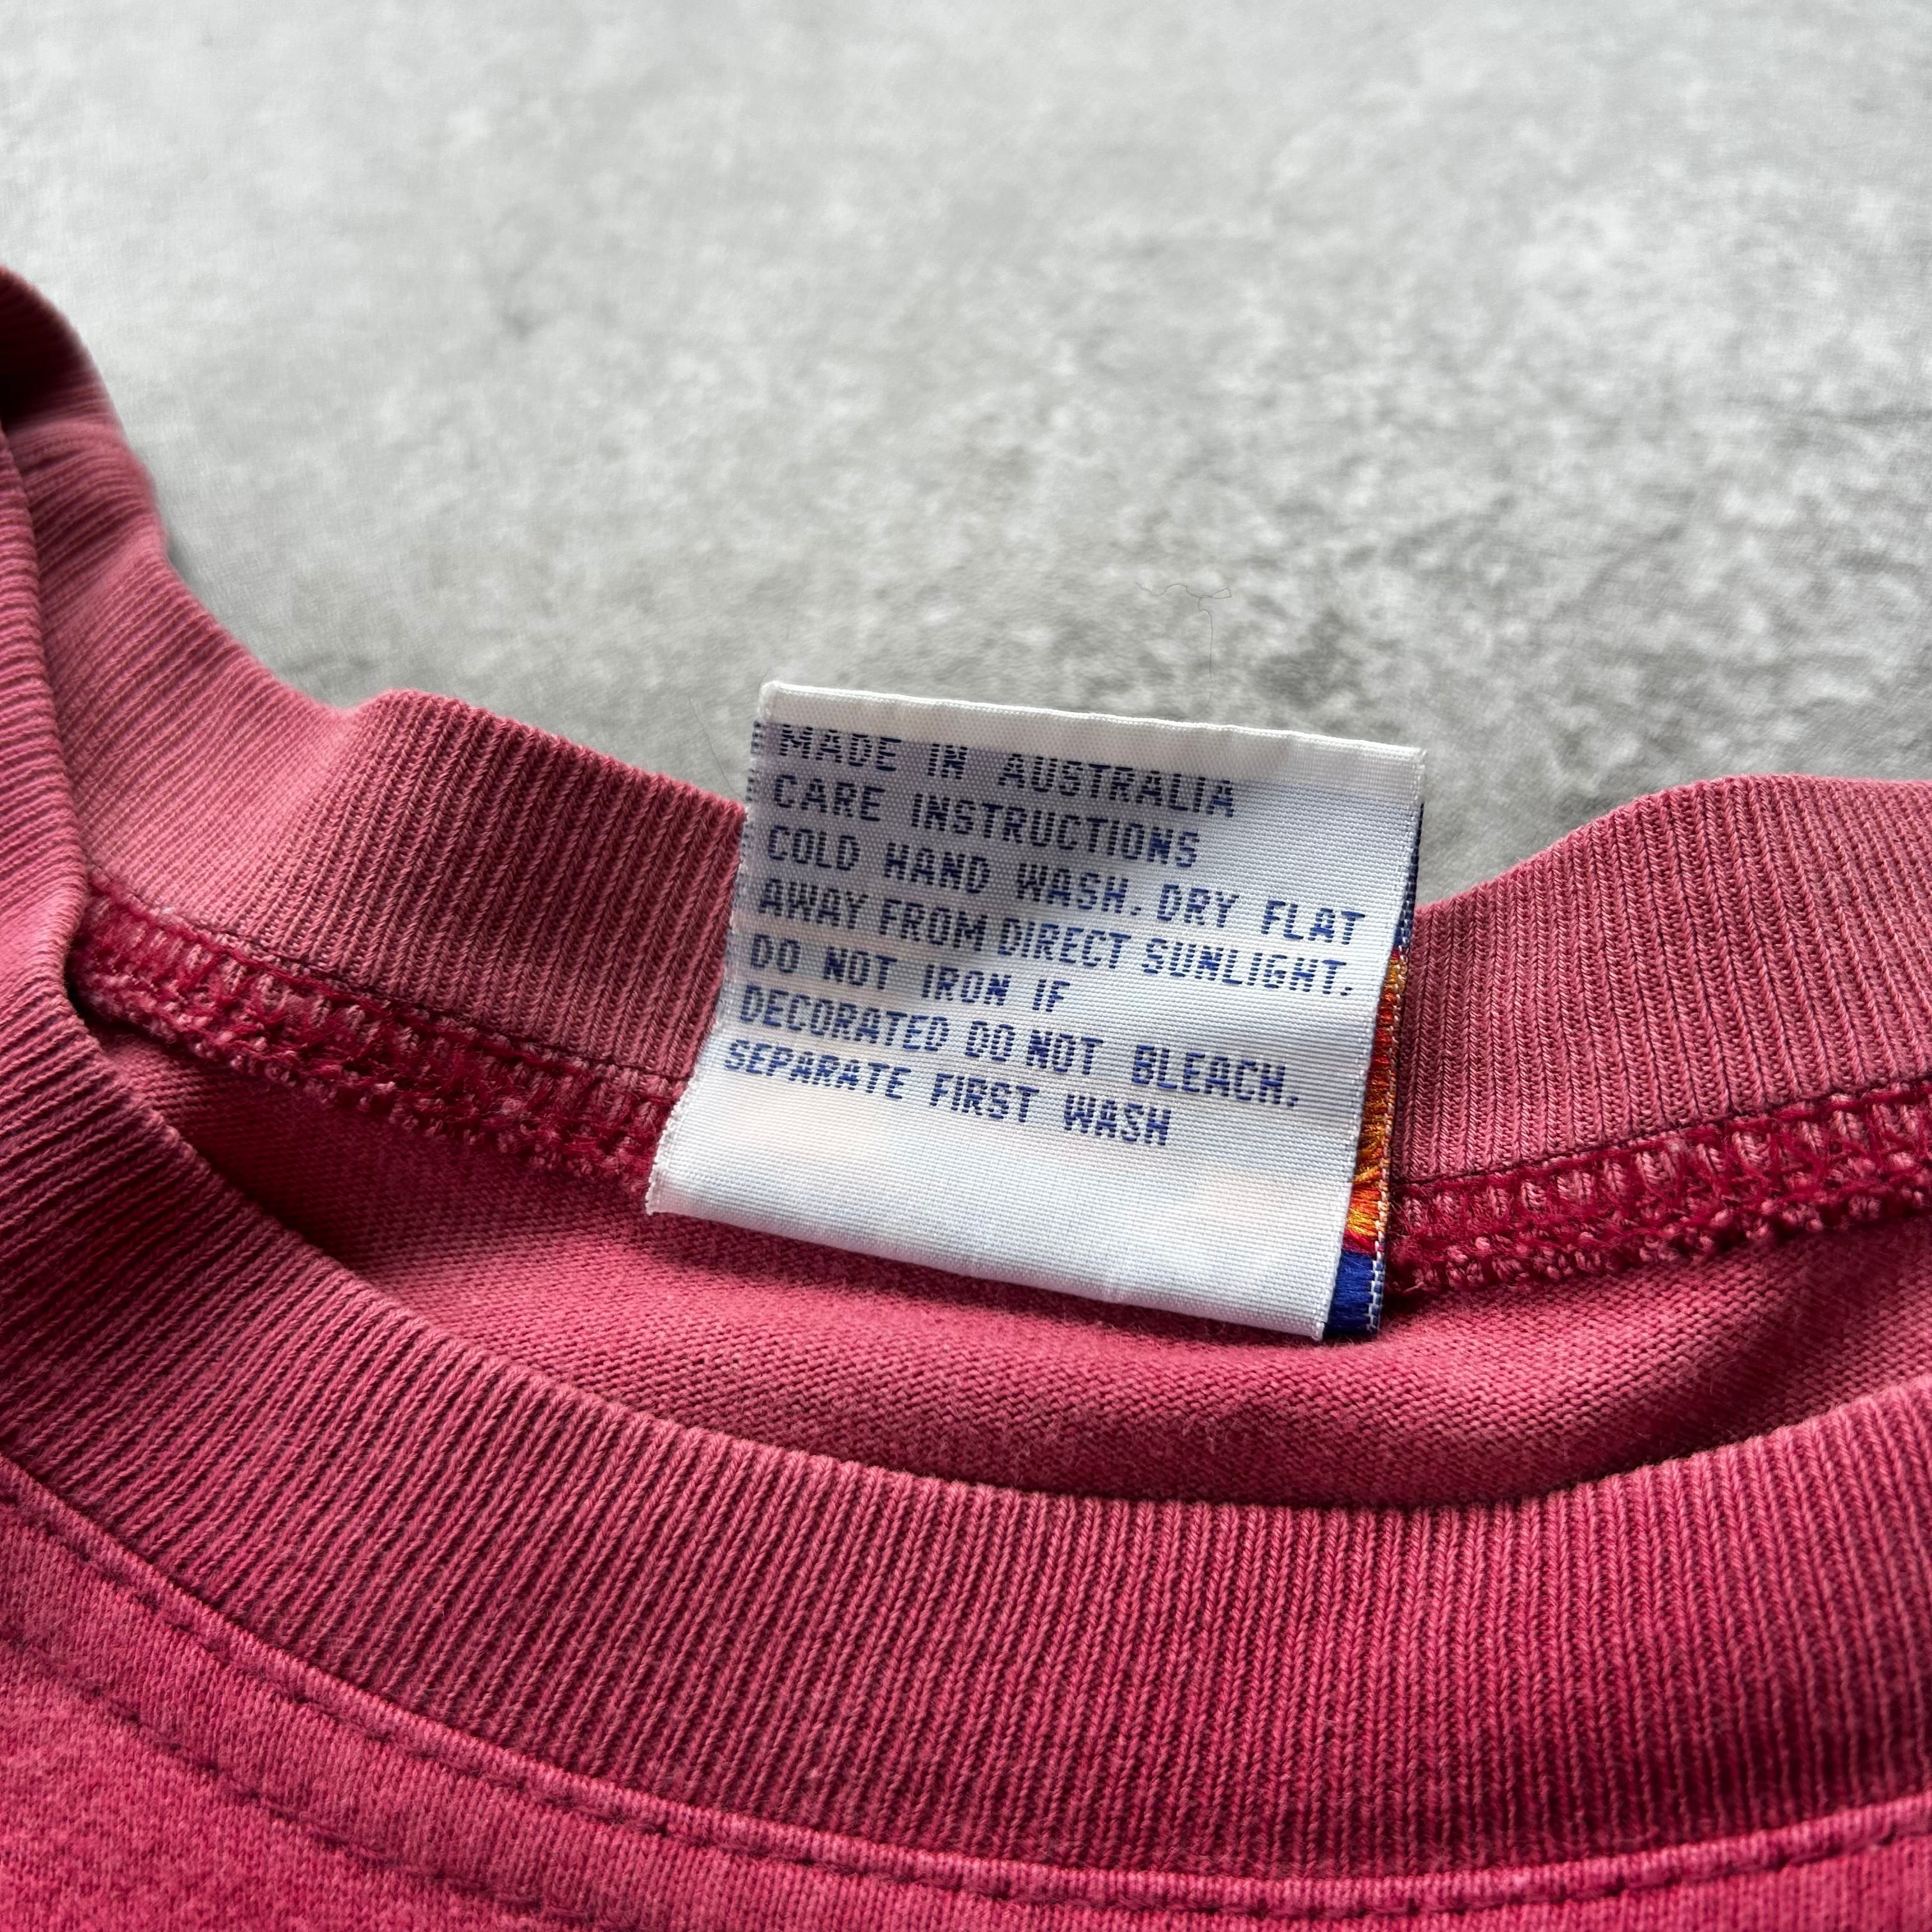 MADE IN AUSTRALIA
CARE INSTRUCTIONS
COLD HAND WASH. DRY FLAT
AWAY FROM DIRECT SUNLIGHT.
DO NOT IRON IF
DECORATED DO NOT BLEACH.
SEPARATE FIRST WASH